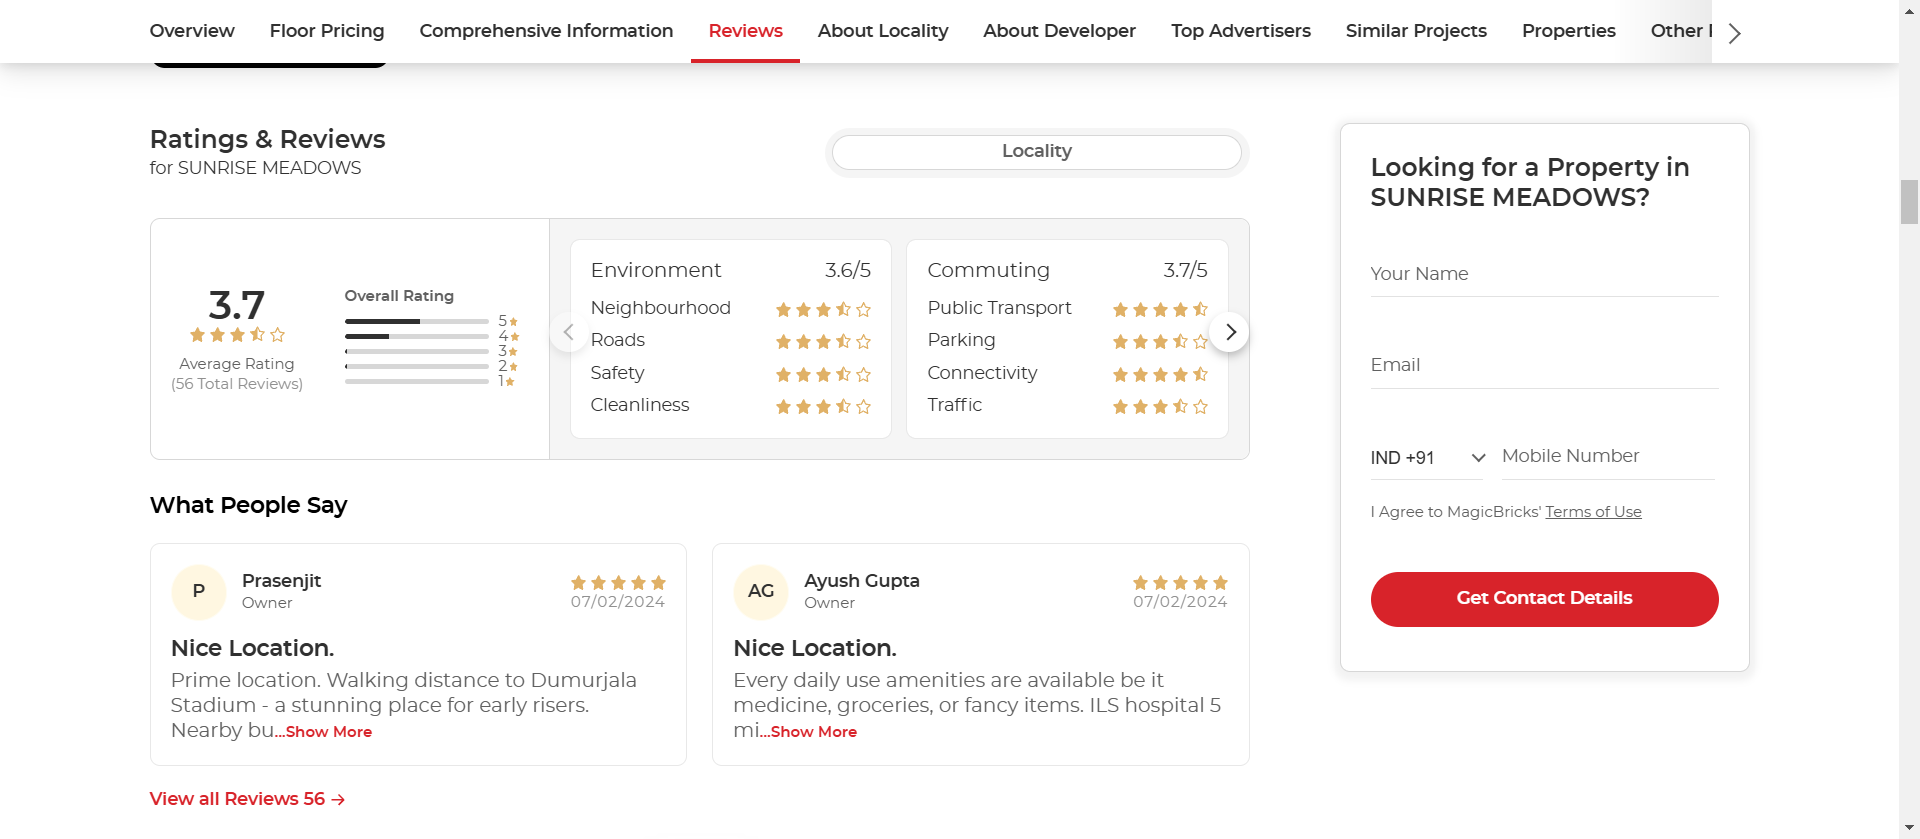 Overview Floor Pricing Comprehensive Information Reviews About Locality About Developer Top Advertisers Similar Projects Properties Other
Ratings & Reviews
for SUNRISE MEADOWS
Locality
3.7
Average Rating
(56 Total Reviews)
Overall Rating
5
4
3
2
1
Environment 3.6/5
Neighbourhood
Roads
Safety
Cleanliness
Commuting 3.7/5
Public Transport
Parking
Connectivity
Traffic
What People Say
P
Prasenjit
Owner
07/02/2024
Nice Location.
Prime location. Walking distance to Dumurjala
Stadium - a stunning place for early risers.
Nearby bu...Show More
AG
Ayush Gupta
Owner
07/02/2024
Nice Location.
Every daily use amenities are available be it
medicine, groceries, or fancy items. ILS hospital 5
mi...Show More
View all Reviews 56 →
Looking for a Property in
SUNRISE MEADOWS?
Your Name
Email
IND +91 Mobile Number
I Agree to MagicBricks' Terms of Use
Get Contact Details